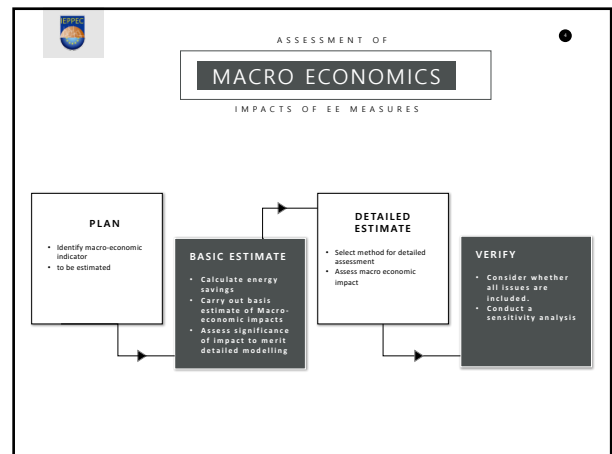 IEPPEC
4
ASSESSMENT OF
MACRO ECONOMICS
IMPACTS OF EE MEASURES
PLAN
• Identify macro-economic
indicator
• to be estimated
BASIC ESTIMATE
• Calculate energy
savings
• Carry out basis
estimate of Macro-
economic impacts
• Assess significance
of impact to merit
detailed modelling
DETAILED
ESTIMATE
• Select method for detailed
assessment
• Assess macro economic
impact
VERIFY
• Consider whether
all issues are
included.
• Conduct a
sensitivity analysis